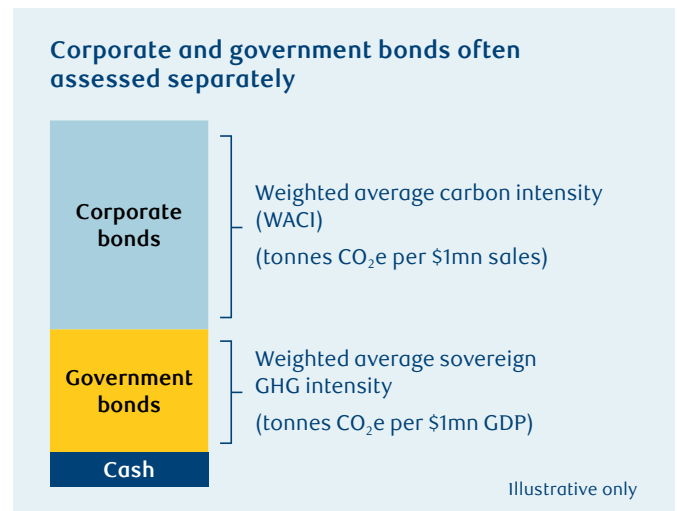 Corporate and government bonds often
assessed separately
Corporate
bonds
Weighted average carbon intensity
(WACI)
(tonnes CO₂e per $1mn sales)
Government
bonds
Weighted average sovereign
GHG intensity
(tonnes CO₂e per $1mn GDP)
Cash
Illustrative only